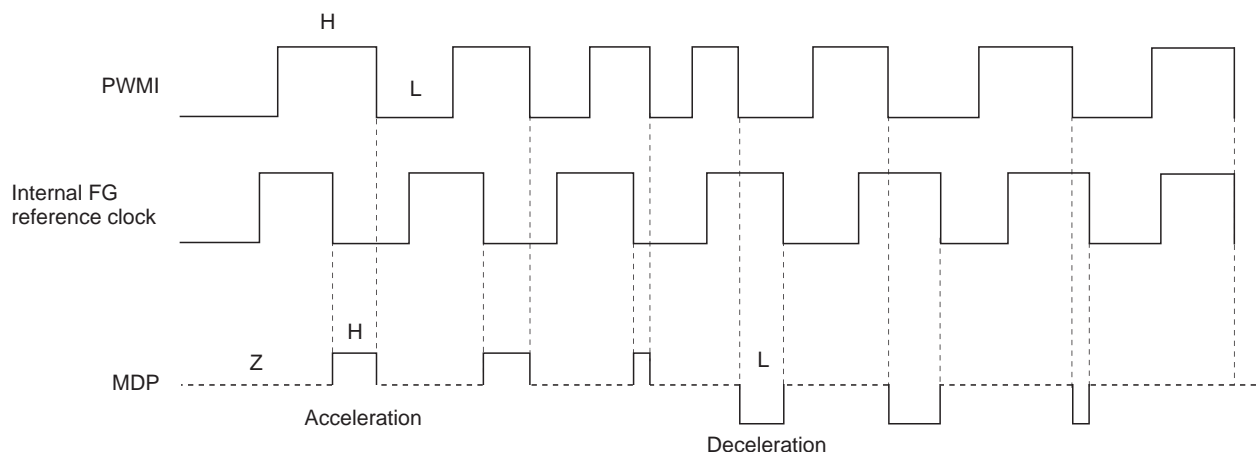 H
PWMI
L
Internal FG
reference clock
H
Z
L
MDP
Acceleration
Deceleration